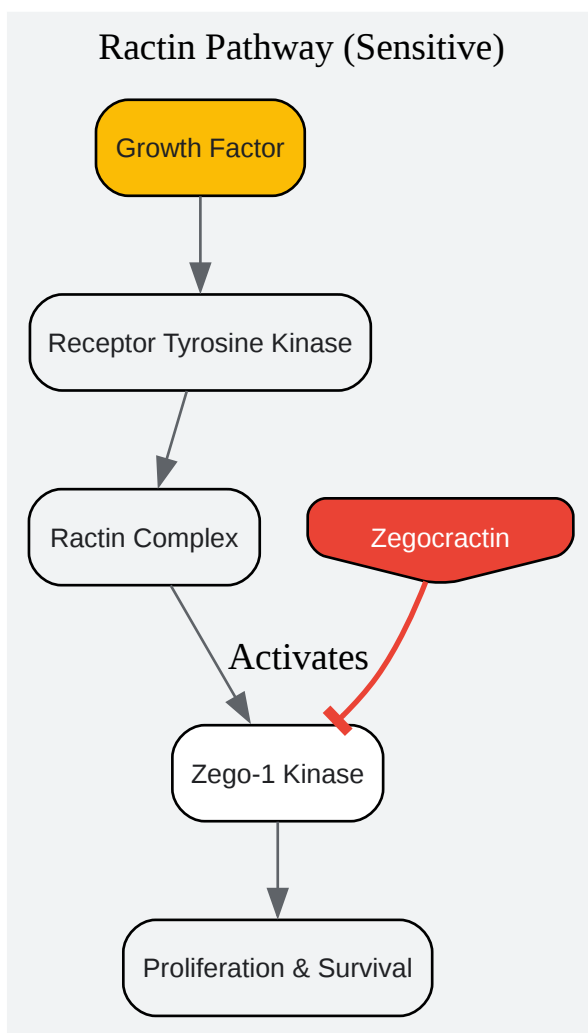 Ractin Pathway (Sensitive)
Growth Factor
Receptor Tyrosine Kinase
Ractin Complex
Zegocractin
Activates
Zego-1 Kinase
Proliferation & Survival